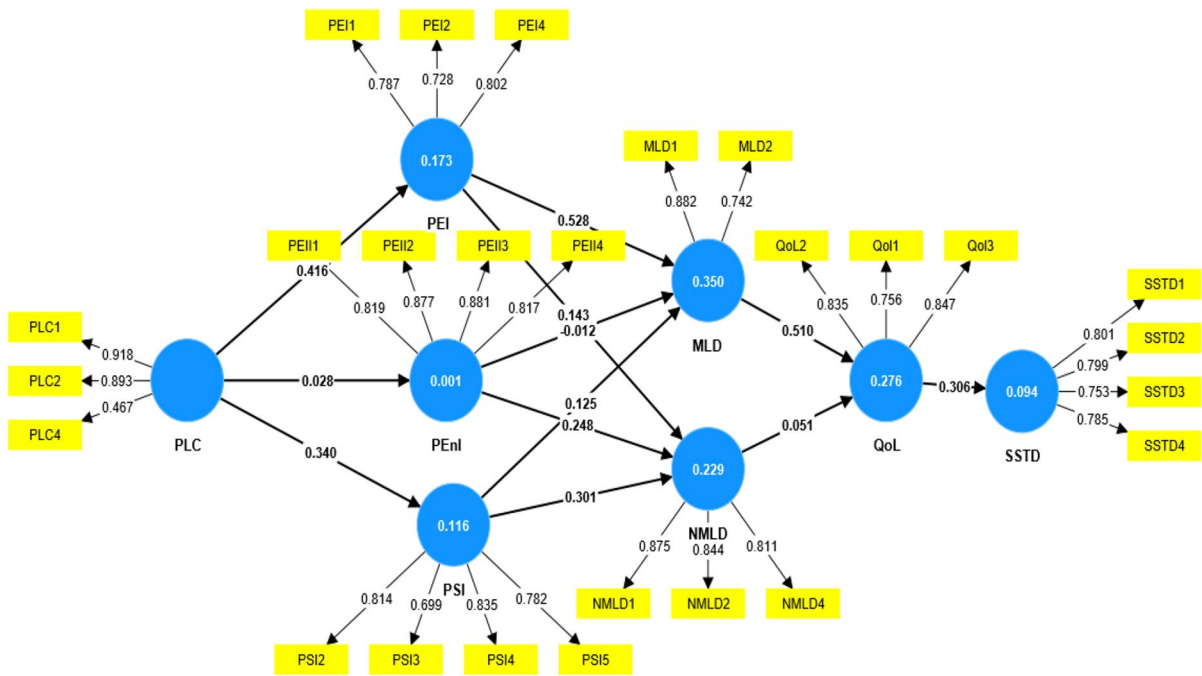 PEI1 PEI2 PEI4
0.787 0.728 0.802
0.173
PEI
MLD1 MLD2
0.882 0.742
0.528
0.350
MLD
PEII1 PEII2 PEII3 PEII4
0.416
0.819 0.877 0.881 0.817
0.143
-0.012
QoL2 Qol1 Qol3
0.835 0.756 0.847
0.510
SSTD1
SSTD2
SSTD3
SSTD4
0.801
0.799
0.753
0.785
PLC1
PLC2
PLC4
0.918
0.893
0.467
PLC
0.028
0.001
PEnI
0.276
QoL
0.306
0.094
SSTD
0.125
0.248
0.051
0.340
0.301
0.229
NMLD
0.116
PSI
0.875 0.844 0.811
NMLD1 NMLD2 NMLD4
0.814 0.699 0.835 0.782
PSI2 PSI3 PSI4 PSI5